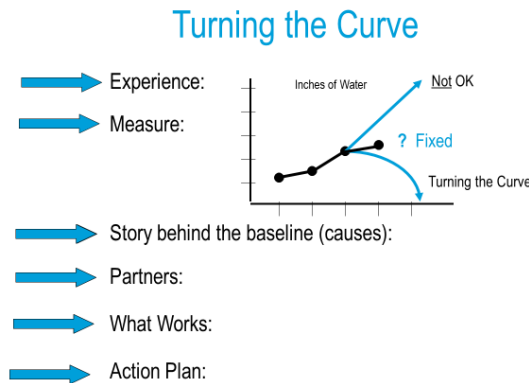 Turning the Curve
Experience:
Inches of Water
Not OK
Measure:
? Fixed
Turning the Curve
Story behind the baseline (causes):
Partners:
What Works:
Action Plan: